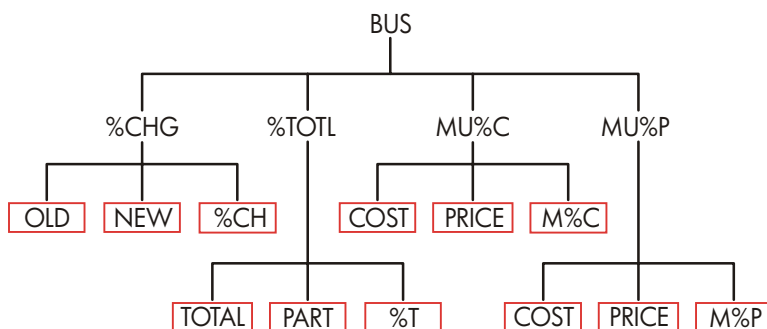 BUS
%CHG %TOTL MU%C MU%P
OLD NEW %CH COST PRICE M%C
TOTAL PART %T COST PRICE M%P